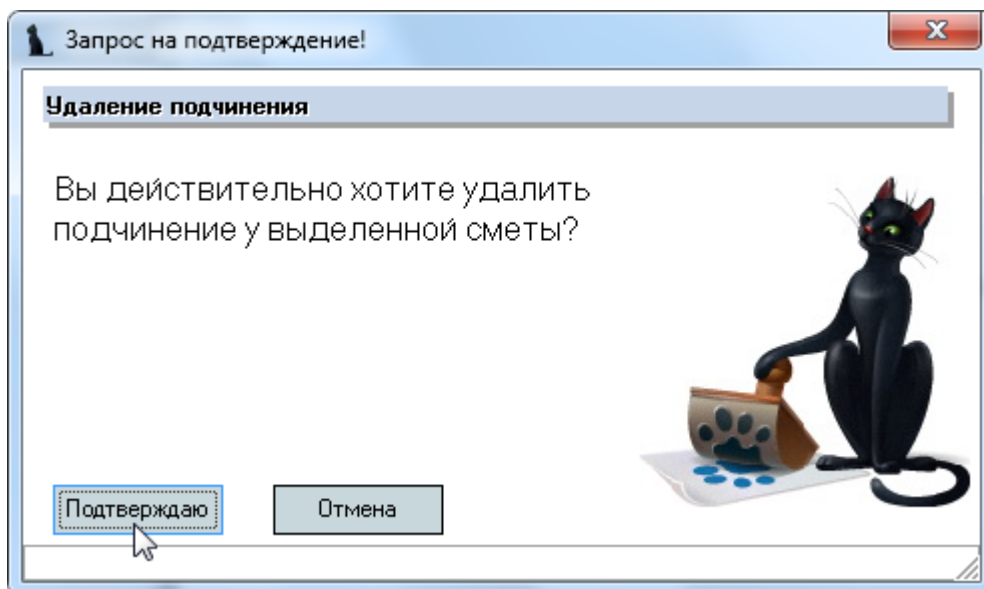 Запрос на подтверждение!
Удаление подчинения
Вы действительно хотите удалить
подчинение у выделенной сметы?
Подтверждаю
Отмена